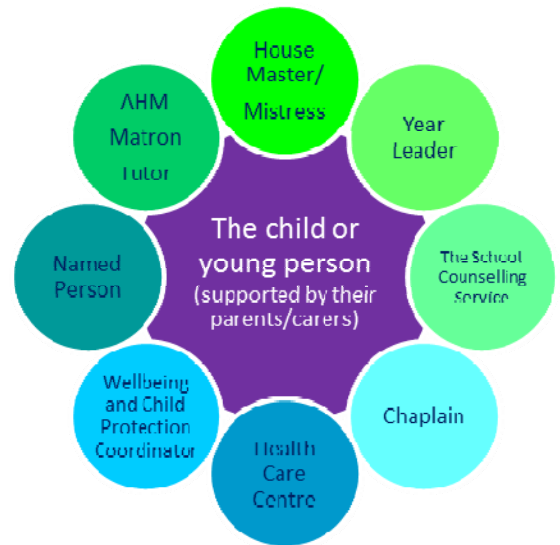 House
Master/
Mistress
Year
Leader
The School
Counselling
Service
Chaplain
Health
Care
Centre
Wellbeing
and Child
Protection
Coordinator
Named
Person
AHM
Matron
Tutor
The child or
young person
(supported by their
parents/carers)